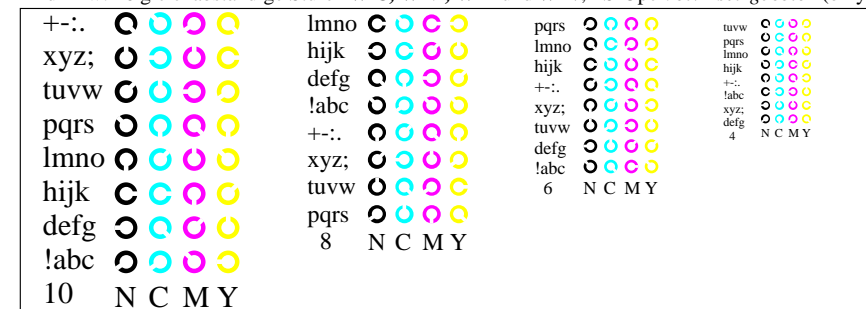 +-:.
xyz;
tuvw
pqrs
lmno
hijk
defg
!abc
10 N C M Y
lmno
hijk
defg
!abc
+-:.
xyz;
tuvw
pqrs
8 N C M Y
pqrs
lmno
hijk
+-:.
xyz;
tuvw
defg
!abc
6 N C M Y
tuvw
pqrs
lmno
hijk
+-:.
!abc
xyz;
defg
4 N C M Y